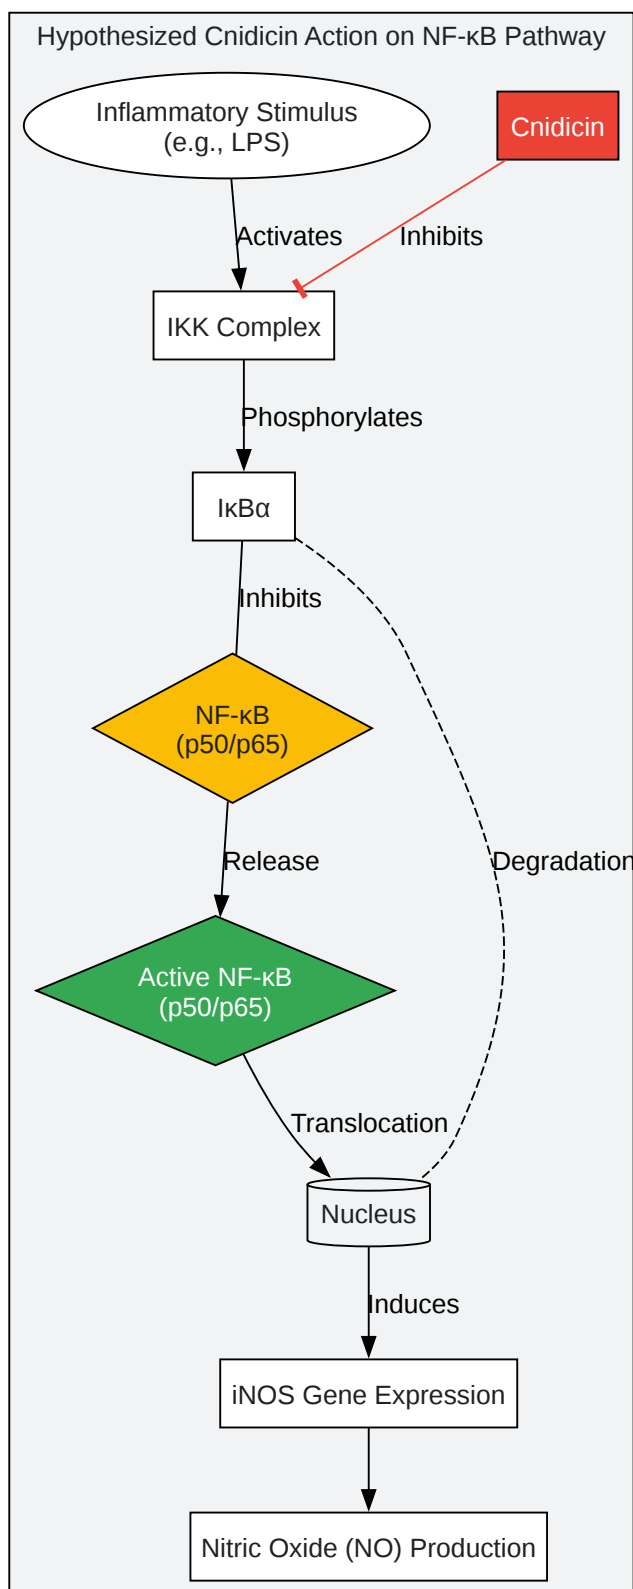 Hypothesized Cnidicin Action on NF-κB Pathway
Inflammatory Stimulus
(e.g., LPS)
Cnidicin
Activates
Inhibits
IKK Complex
Phosphorylates
IκBα
Inhibits
NF-κB
(p50/p65)
Release
Degradation
Active NF-κB
(p50/p65)
Translocation
Nucleus
Induces
iNOS Gene Expression
Nitric Oxide (NO) Production